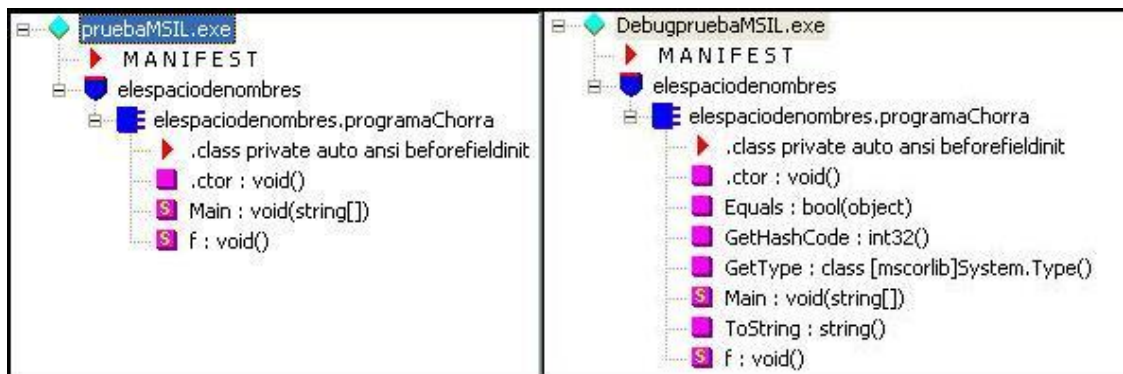 pruebaMSIL.exe
M A N I F E S T
elespaciodenombres
elespaciodenombres.programaChorra
.class private auto ansi beforefieldinit
.ctor : void()
S Main : void(string[])
S f : void()
DebugpruebaMSIL.exe
M A N I F E S T
elespaciodenombres
elespaciodenombres.programaChorra
.class private auto ansi beforefieldinit
.ctor : void()
Equals : bool(object)
GetHashCode : int32()
GetType : class [mscorlib]System.Type()
S Main : void(string[])
ToString : string()
S f : void()